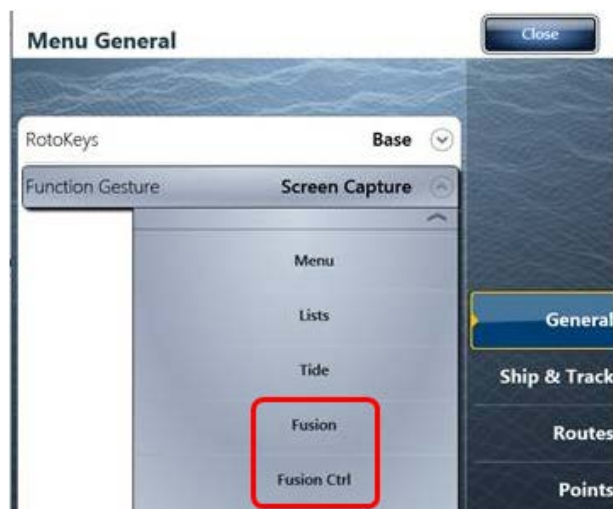 Menu General
Close
RotoKeys Base
Function Gesture Screen Capture
Menu
Lists
Tide
Fusion
Fusion Ctrl
General
Ship & Track
Routes
Points